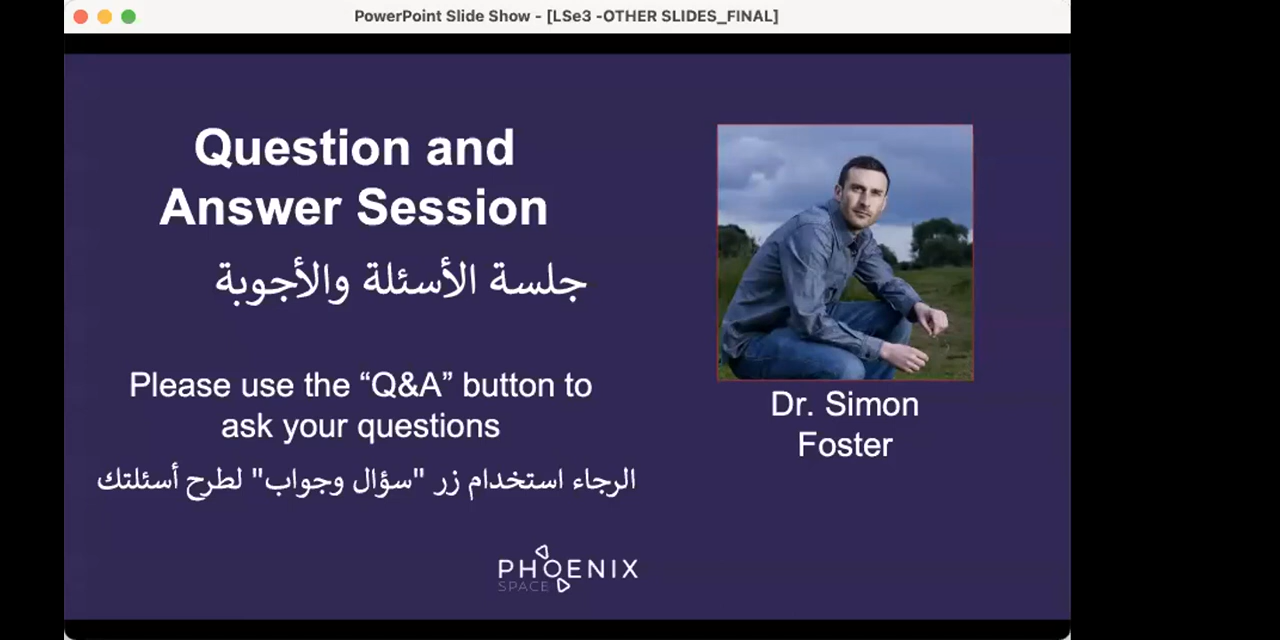 PowerPoint Slide Show - [LSe3 -OTHER SLIDES_FINAL]
Question and
Answer Session
جلسة الأسئلة والأجوبة
Please use the “Q&A” button to
ask your questions
الرجاء استخدام زر "سؤال وجواب" لطرح أسئلتك
Dr. Simon
Foster
PHOENIX
SPACE